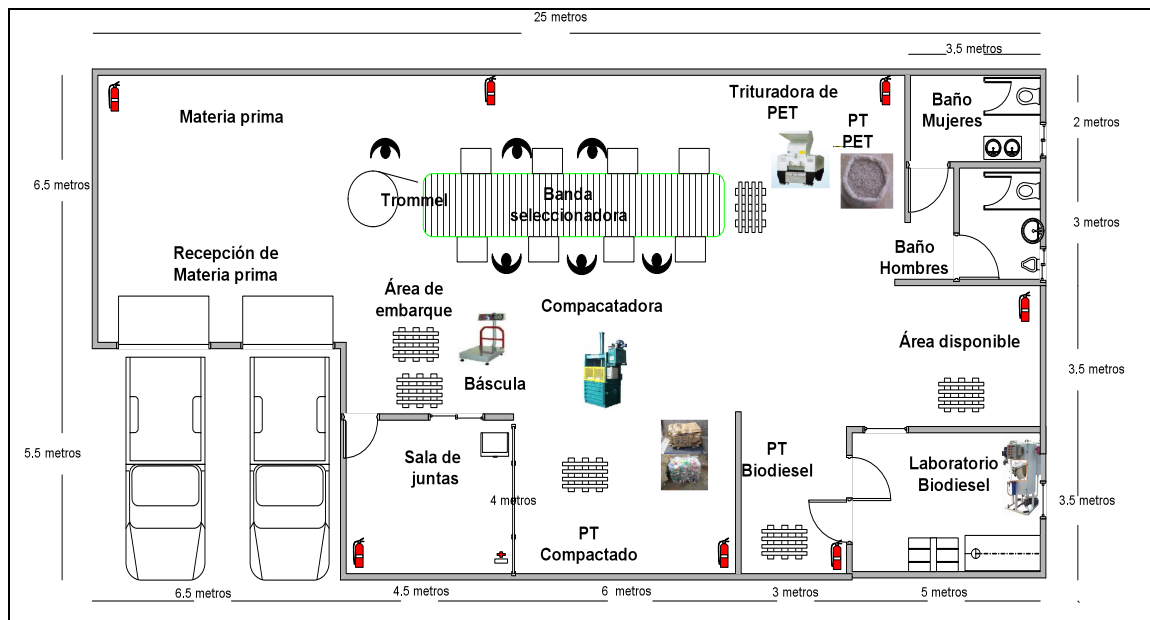 25 metros
3.5 metros
Trituradora de
PET
Baño
Mujeres
Materia prima
PT
PET
2 metros
6.5 metros
Trommel
Banda
seleccionadora
3 metros
Recepción de
Materia prima
Baño
Hombres
Área de
embarque
Compacatadora
Área disponible
3.5 metros
Báscula
5.5 metros
Sala de
juntas
PT
Biodiesel
Laboratorio
Biodiesel
4 metros
3.5 metros
PT
Compactado
6.5 metros
4.5 metros
6 metros
3 metros
5 metros